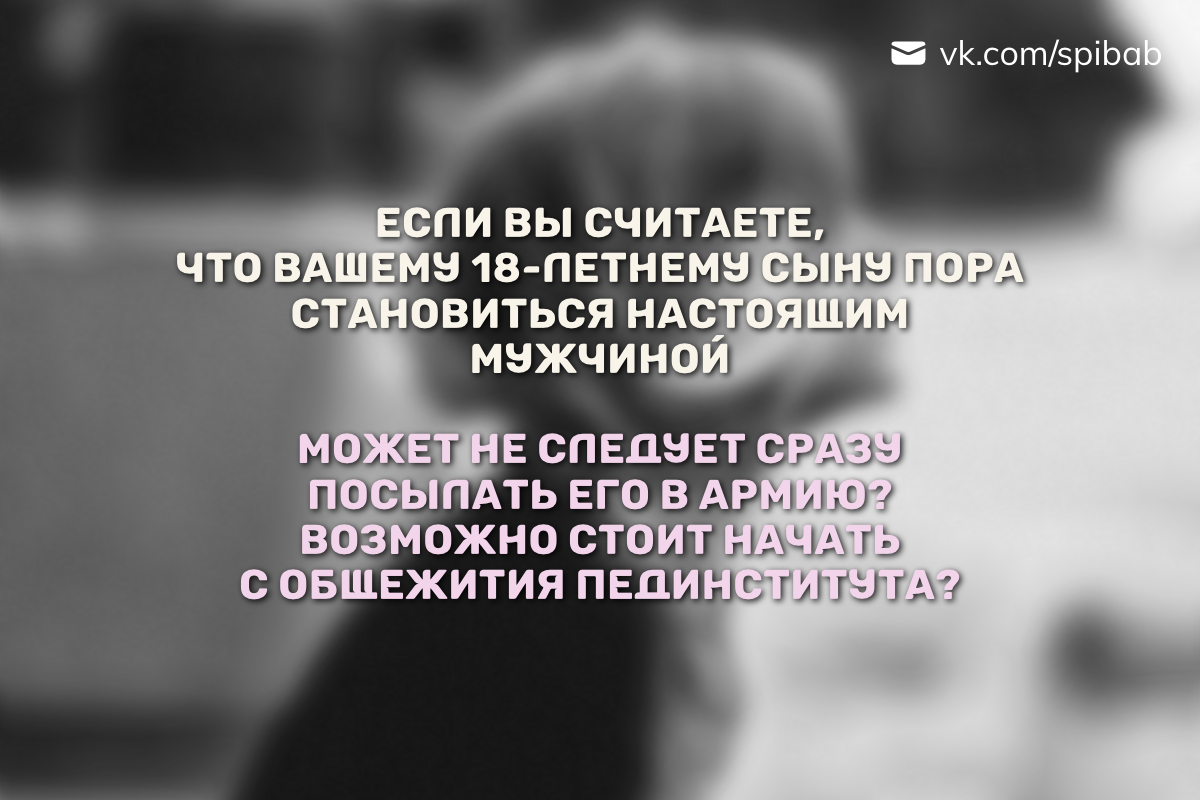 vk.com/spibab
ЕСЛИ ВЫ СЧИТАЕТЕ,
ЧТО ВАШЕМУ 18-ЛЕТНЕМУ СЫНУ ПОРА
СТАНОВИТЬСЯ НАСТОЯЩИМ
МУЖЧИНОЙ
МОЖЕТ НЕ СЛЕДУЕТ СРАЗУ
ПОСЫЛАТЬ ЕГО В АРМИЮ?
ВОЗМОЖНО СТОИТ НАЧАТЬ
С ОБЩЕЖИТИЯ ПЕДИНСТИТУТА?